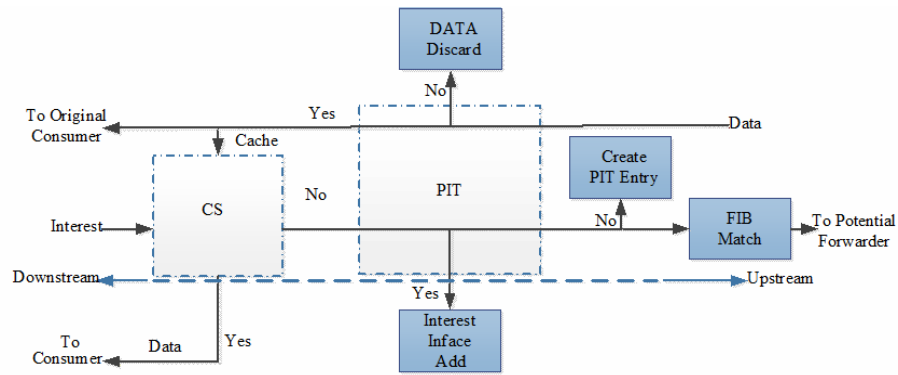 DATA
Discard
No
Yes
To Original
Consumer
Data
Cache
Create
PIT Entry
No
PIT
CS
Interest
No
FIB
Match
To Potential
Forwarder
Downstream
Upstream
Yes
Interest
Inface
Add
To
Consumer
Data
Yes